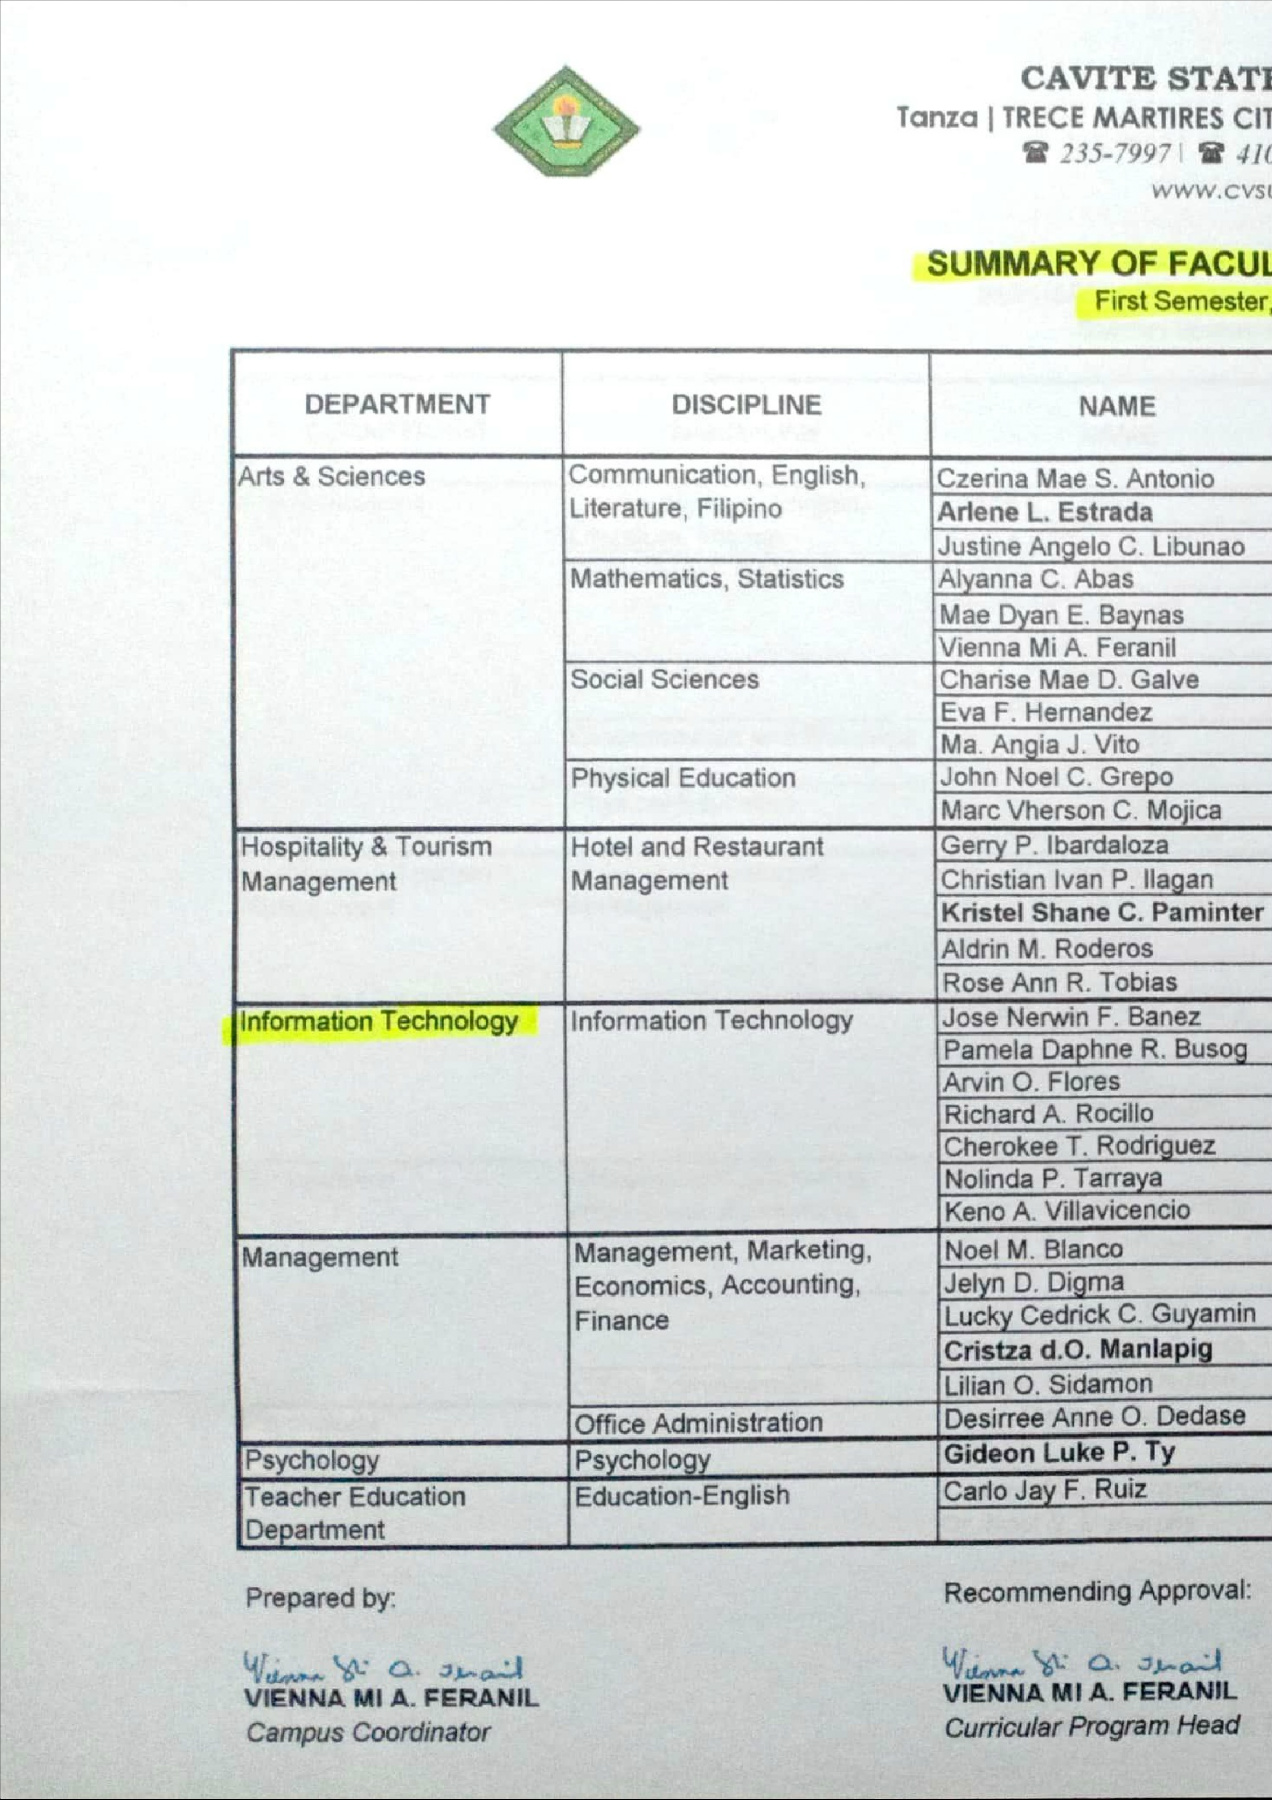 CAVITE STATE
Tanza | TRECE MARTIRES CIT
☎ 235-7997 | ☎ 410
www.cvsu
SUMMARY OF FACUL
First Semester,
DEPARTMENT DISCIPLINE NAME
Arts & Sciences Communication, English, Czerina Mae S. Antonio
Literature, Filipino Arlene L. Estrada
Justine Angelo C. Libunao
Mathematics, Statistics Alyanna C. Abas
Mae Dyan E. Baynas
Vienna Mi A. Feranil
Social Sciences Charise Mae D. Galve
Eva F. Hernandez
Ma. Angia J. Vito
Physical Education John Noel C. Grepo
Marc Vherson C. Mojica
Hospitality & Tourism Hotel and Restaurant Gerry P. Ibardaloza
Management Management Christian Ivan P. Ilagan
Kristel Shane C. Paminter
Aldrin M. Roderos
Rose Ann R. Tobias
Information Technology Information Technology Jose Nerwin F. Banez
Pamela Daphne R. Busog
Arvin O. Flores
Richard A. Rocillo
Cherokee T. Rodriguez
Nolinda P. Tarraya
Keno A. Villavicencio
Management Management, Marketing, Noel M. Blanco
Economics, Accounting, Jelyn D. Digma
Finance Lucky Cedrick C. Guyamin
Cristza d.O. Manlapig
Lilian O. Sidamon
Office Administration Desirree Anne O. Dedase
Psychology Psychology Gideon Luke P. Ty
Teacher Education Education-English Carlo Jay F. Ruiz
Department
Prepared by: Recommending Approval:
Vienna Mi A. Feranil Vienna Mi A. Feranil
VIENNA MI A. FERANIL VIENNA MI A. FERANIL
Campus Coordinator Curricular Program Head